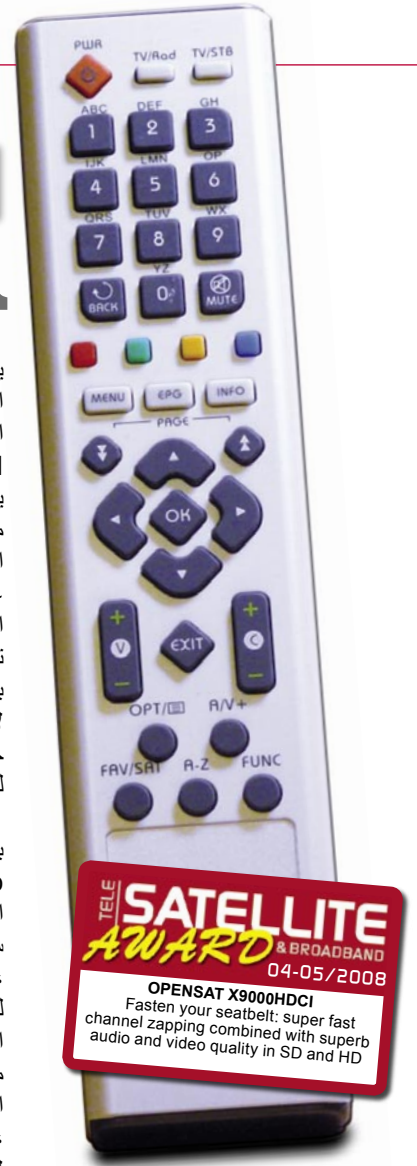 PWR
TV/Rad TV/STB
ABC DEF GH
1 2 3
IJK LMN OP
4 5 6
QRS TUV WX
7 8 9
YZ
BACK 0 MUTE
MENU EPG INFO
PAGE
OK
+ +
V EXIT C
- -
OPT/ A/V+
FAV/SAT A-Z FUNC
TELE
SATELLITE
AWARD & BROADBAND
04-05/2008
OPENSAT X9000HDCI
Fasten your seatbelt: super fast
channel zapping combined with superb
audio and video quality in SD and HD